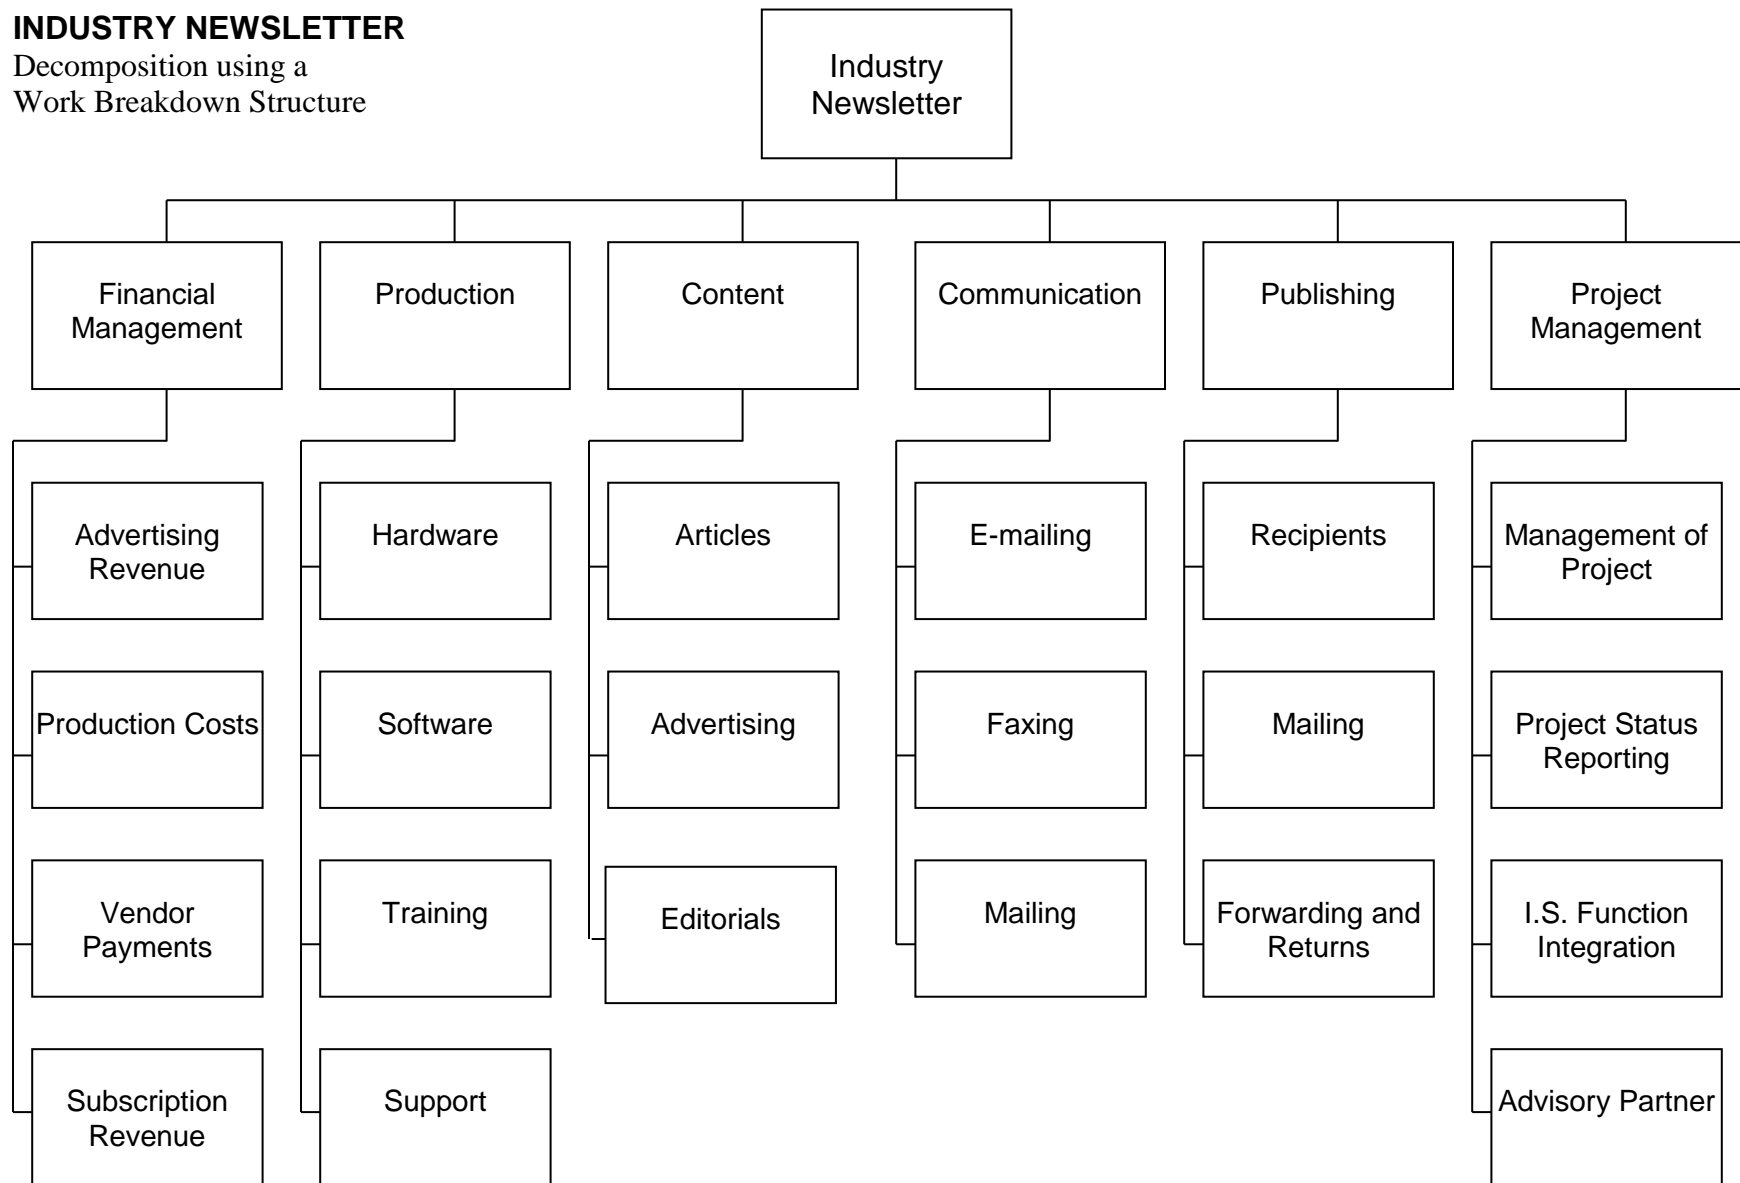 INDUSTRY NEWSLETTER
Decomposition using a
Work Breakdown Structure
Industry
Newsletter
Financial
Management
Production
Content
Communication
Publishing
Project
Management
Advertising
Revenue
Hardware
Articles
E-mailing
Recipients
Management of
Project
Production Costs
Software
Advertising
Faxing
Mailing
Project Status
Reporting
Vendor
Payments
Training
Editorials
Mailing
Forwarding and
Returns
I.S. Function
Integration
Subscription
Revenue
Support
Advisory Partner